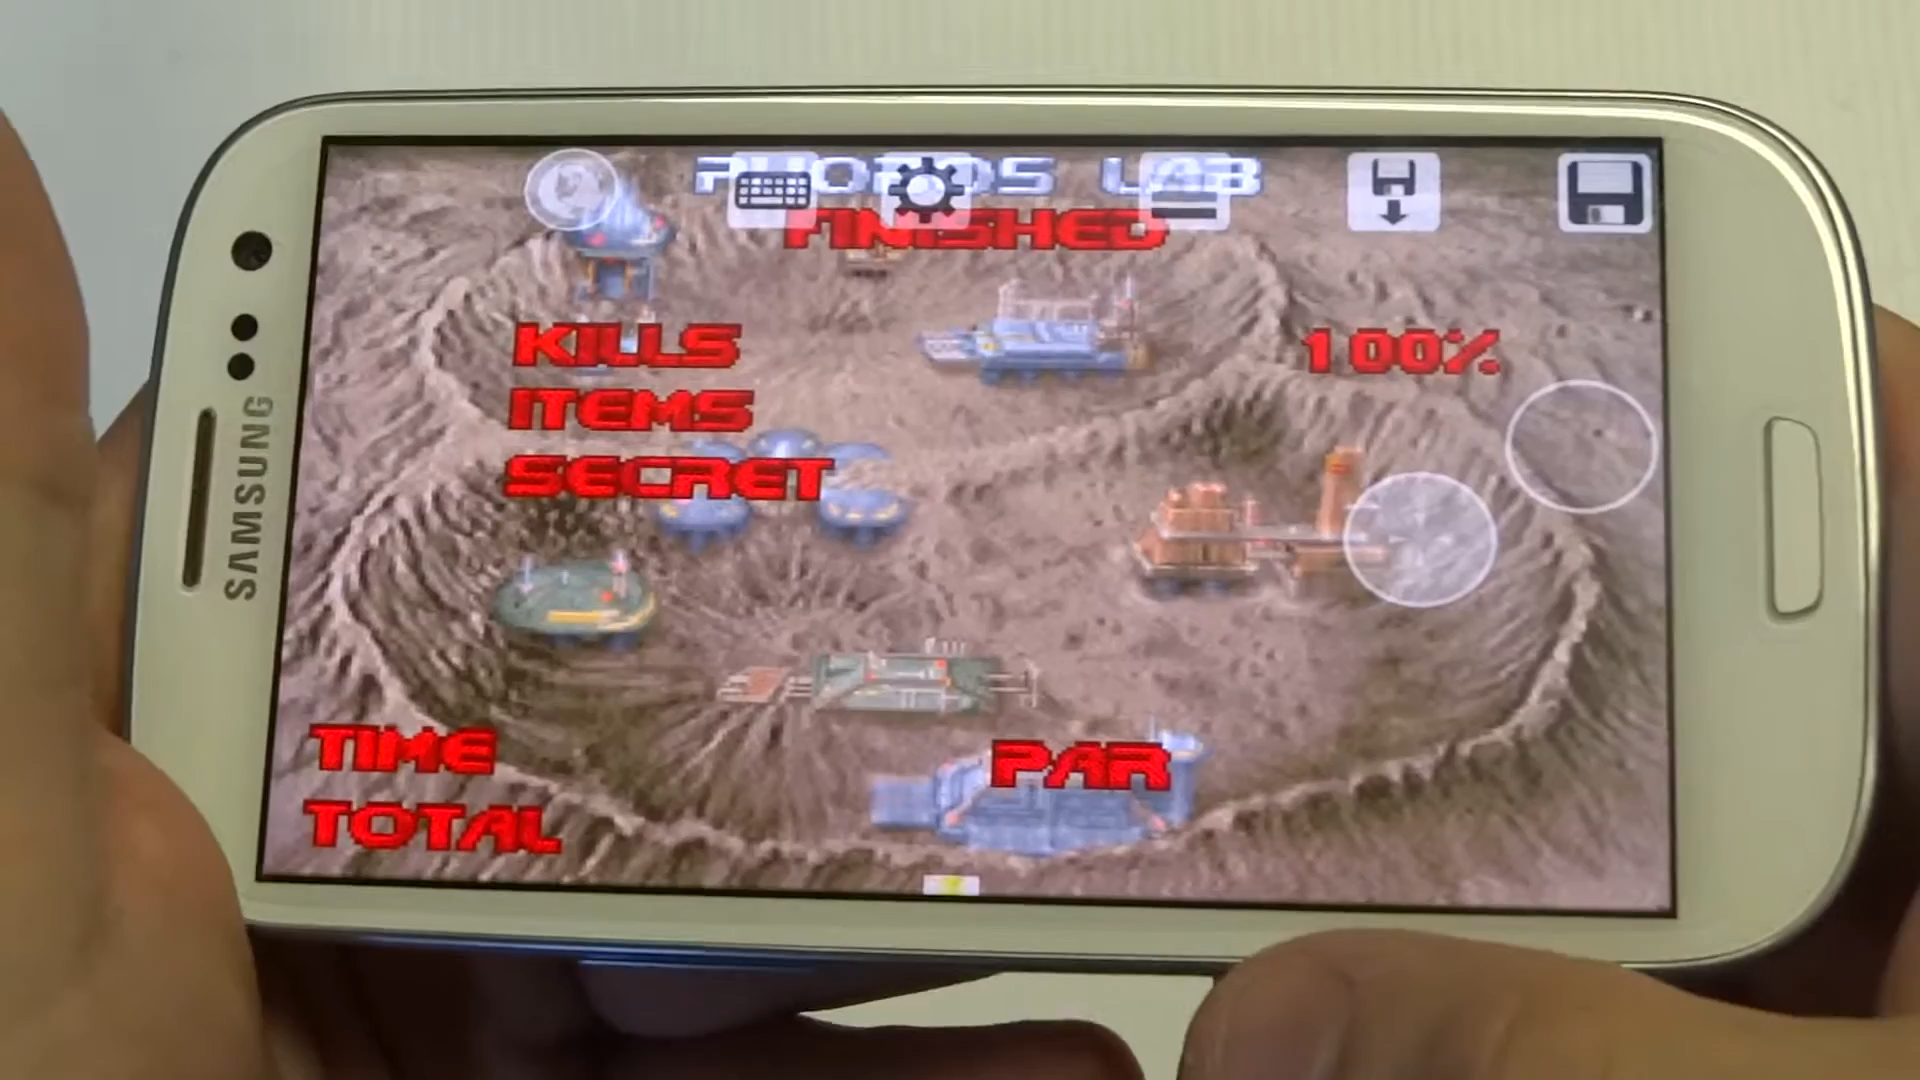 PHOBOS LAB
FINISHED
KILLS 100%
ITEMS
SECRET
TIME PAR
TOTAL
SAMSUNG